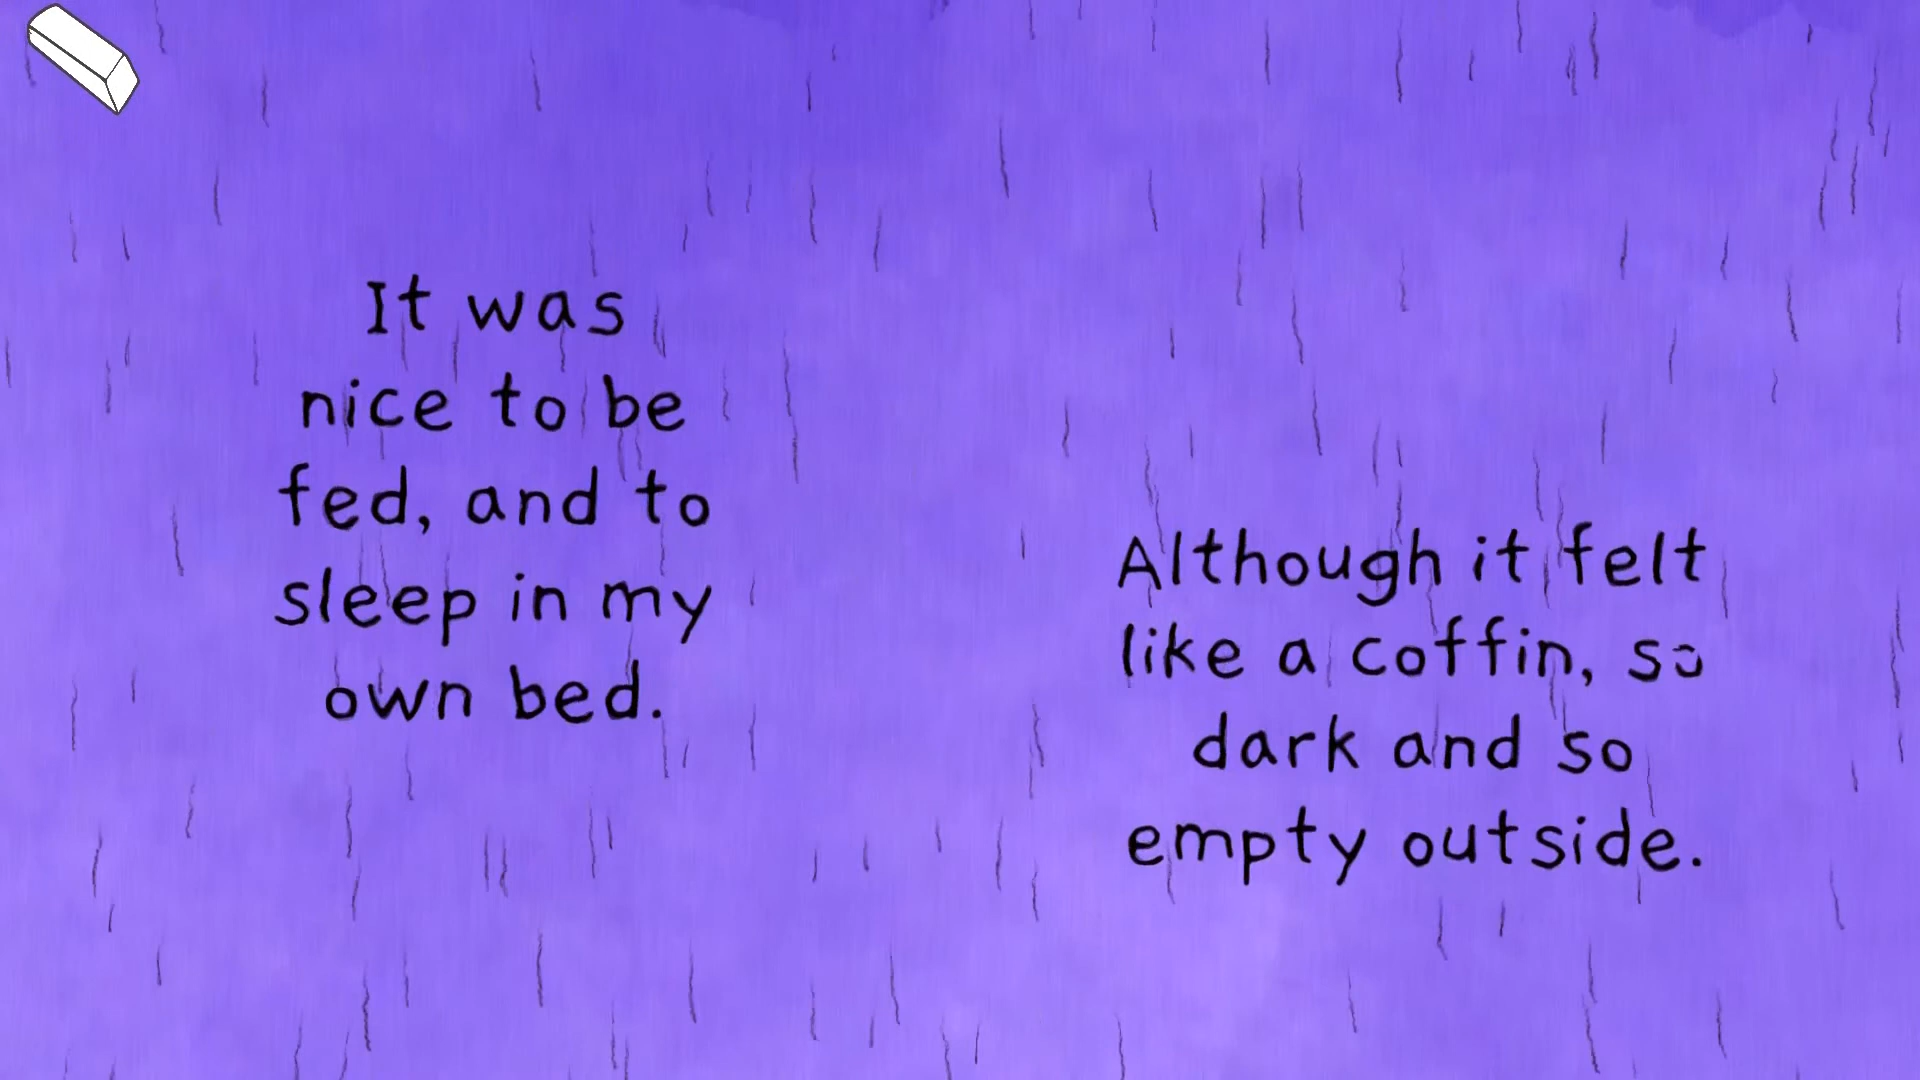 It was
nice to be
fed, and to
sleep in my
own bed.
Although it felt
like a coffin, so
dark and so
empty outside.